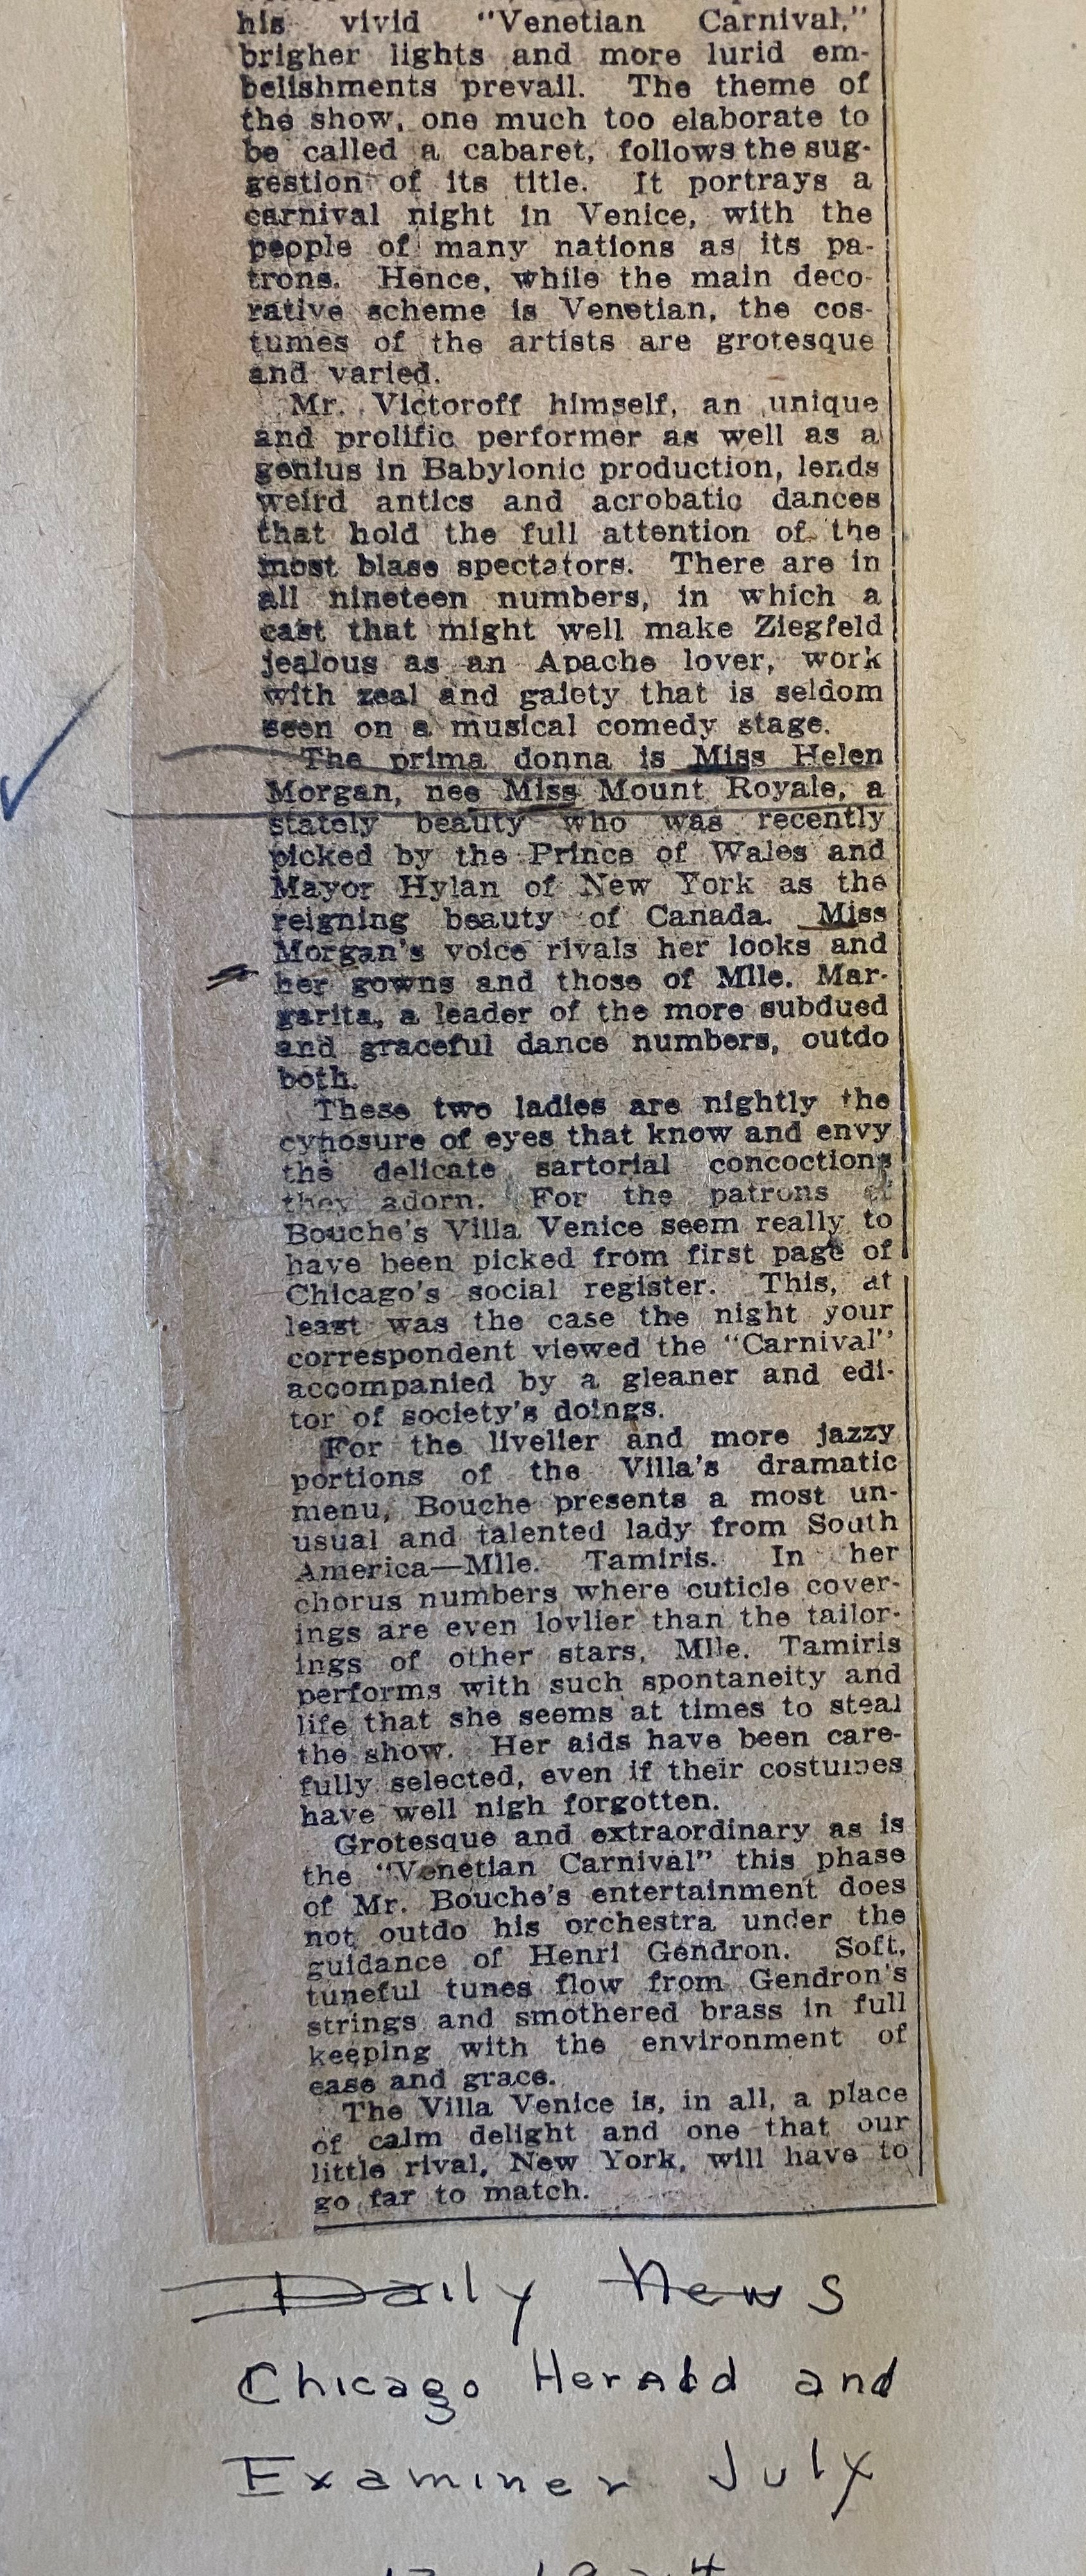 his vivid "Venetian Carnival,"
brigher lights and more lurid em-
bellishments prevail. The theme of
the show, one much too elaborate to
be called a cabaret, follows the sug-
gestion of its title. It portrays a
carnival night in Venice, with the
people of many nations as its pa-
trons. Hence, while the main deco-
rative scheme is Venetian, the cos-
tumes of the artists are grotesque
and varied.
Mr. Victoroff himself, an unique
and prolific performer as well as a
genius in Babylonic production, lends
weird antics and acrobatic dances
that hold the full attention of the
most blase spectators. There are in
all nineteen numbers, in which a
cast that might well make Ziegfeld
jealous as an Apache lover, work
with zeal and gaiety that is seldom
seen on a musical comedy stage.
The prima donna is Miss Helen
Morgan, nee Miss Mount Royale, a
stately beauty who was recently
picked by the Prince of Wales and
Mayor Hylan of New York as the
reigning beauty of Canada. Miss
Morgan's voice rivals her looks and
her gowns and those of Mlle. Mar-
garita, a leader of the more subdued
and graceful dance numbers, outdo
both.
These two ladies are nightly the
cynosure of eyes that know and envy
the delicate sartorial concoctions
they adorn. For the patrons of
Bouche's Villa Venice seem really to
have been picked from first page of
Chicago's social register. This, at
least was the case the night your
correspondent viewed the "Carnival"
accompanied by a gleaner and edi-
tor of society's doings.
For the livelier and more jazzy
portions of the Villa's dramatic
menu, Bouche presents a most un-
usual and talented lady from South
America—Mlle. Tamiris. In her
chorus numbers where cuticle cover-
ings are even lovlier than the tailor-
ings of other stars, Mlle. Tamiris
performs with such spontaneity and
life that she seems at times to steal
the show. Her aids have been care-
fully selected, even if their costumes
have well nigh forgotten.
Grotesque and extraordinary as is
the "Venetian Carnival" this phase
of Mr. Bouche's entertainment does
not outdo his orchestra under the
guidance of Henri Gendron. Soft,
tuneful tunes flow from Gendron's
strings and smothered brass in full
keeping with the environment of
ease and grace.
The Villa Venice is, in all, a place
of calm delight and one that our
little rival, New York, will have to
go far to match.
Daily News
Chicago Herald and
Examiner July